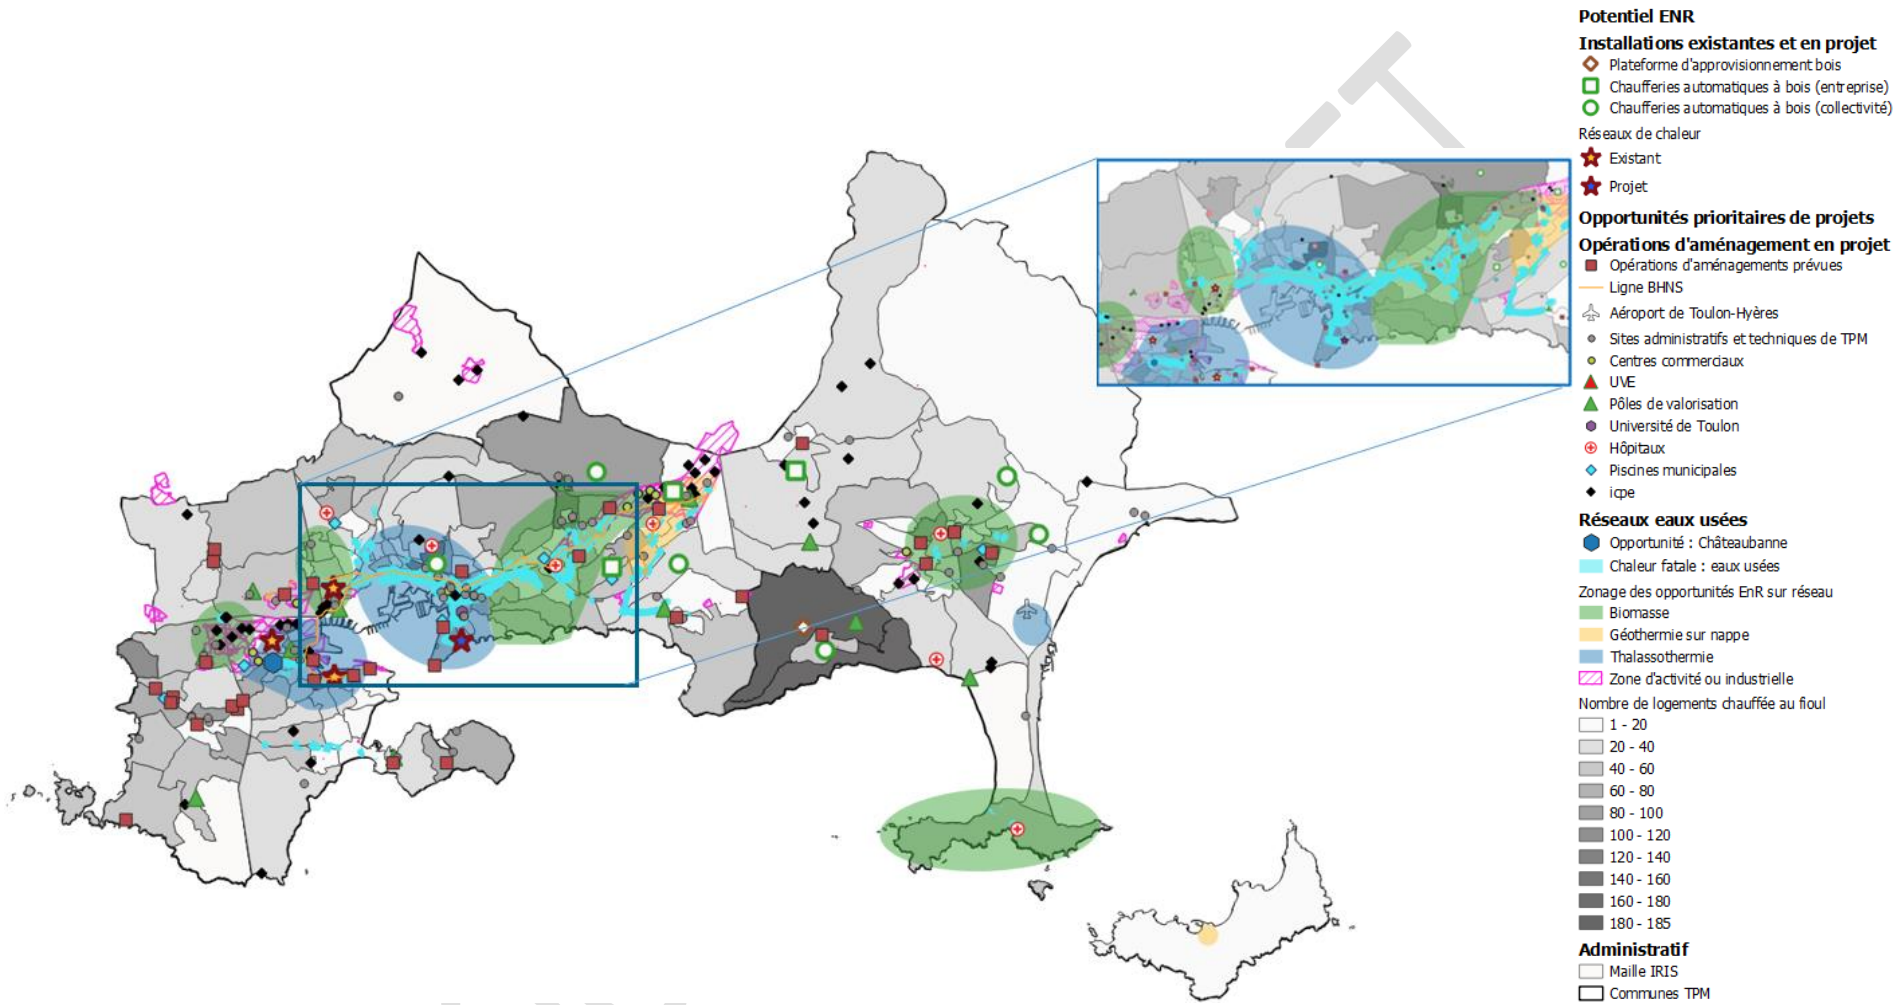 Potentiel ENR
Installations existantes et en projet
Plateforme d'approvisionnement bois
Chaufferies automatiques à bois (entreprise)
Chaufferies automatiques à bois (collectivité)
Réseaux de chaleur
Existant
Projet
Opportunités prioritaires de projets
Opérations d'aménagement en projet
Opérations d'aménagements prévues
Ligne BHNS
Aéroport de Toulon-Hyères
Sites administratifs et techniques de TPM
Centres commerciaux
UVE
Pôles de valorisation
Université de Toulon
Hôpitaux
Piscines municipales
icpe
Réseaux eaux usées
Opportunité : Châteaubanne
Chaleur fatale : eaux usées
Zonage des opportunités EnR sur réseau
Biomasse
Géothermie sur nappe
Thalassothermie
Zone d'activité ou industrielle
Nombre de logements chauffée au fioul
1 - 20
20 - 40
40 - 60
60 - 80
80 - 100
100 - 120
120 - 140
140 - 160
160 - 180
180 - 185
Administratif
Maille IRIS
Communes TPM